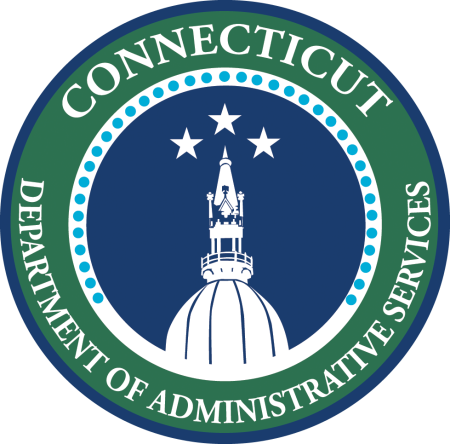 CONNECTICUT
DEPARTMENT OF ADMINISTRATIVE SERVICES